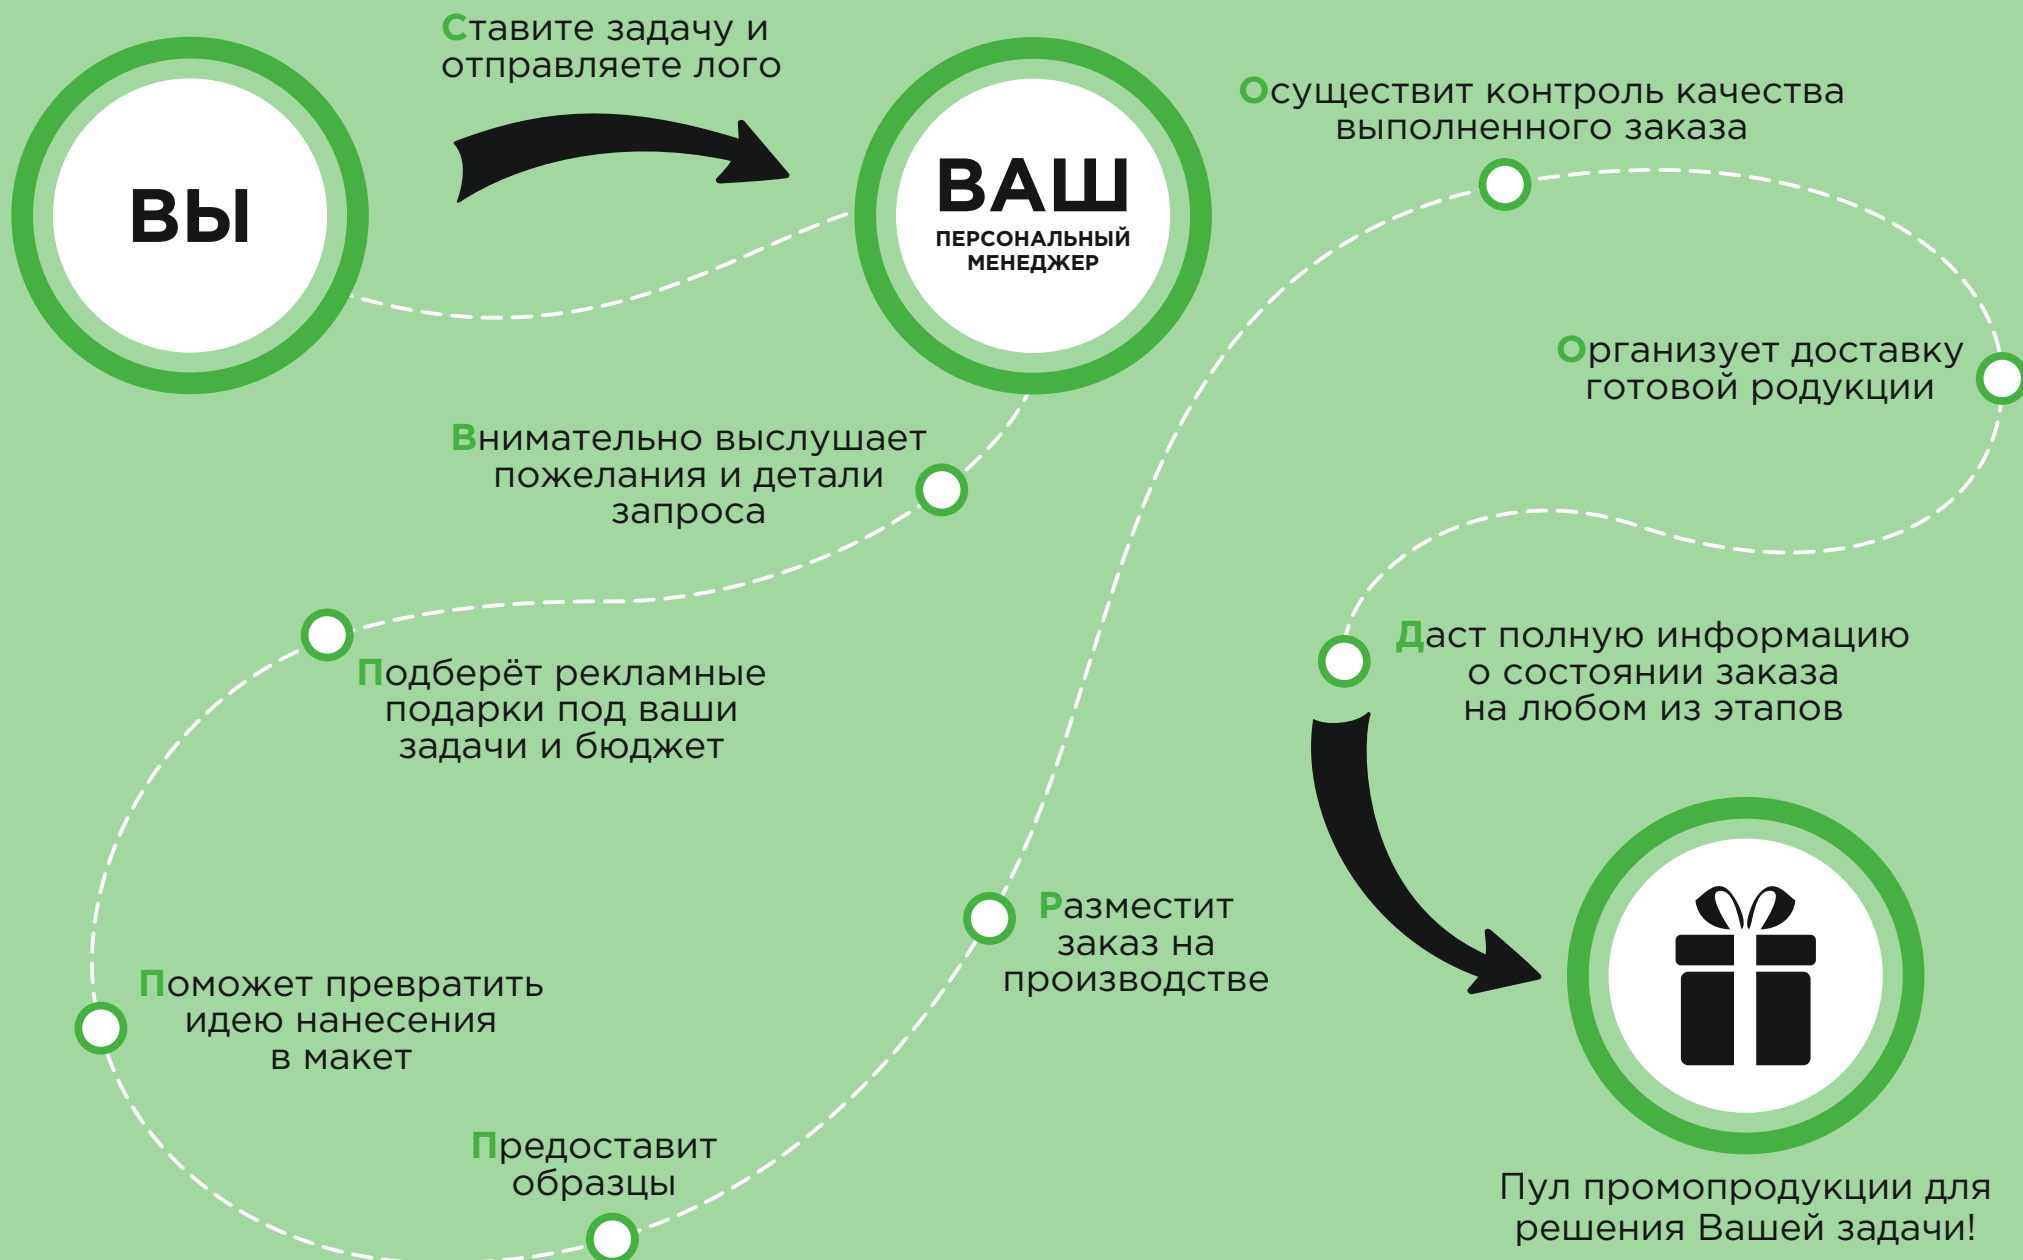 ВЫ
Ставите задачу и
отправляете лого
ВАШ
ПЕРСОНАЛЬНЫЙ
МЕНЕДЖЕР
Внимательно выслушает
пожелания и детали
запроса
Подберёт рекламные
подарки под ваши
задачи и бюджет
Поможет превратить
идею нанесения
в макет
Предоставит
образцы
Разместит
заказ на
производстве
Осуществит контроль качества
выполненного заказа
Организует доставку
готовой родукции
Даст полную информацию
о состоянии заказа
на любом из этапов
Пул промопродукции для
решения Вашей задачи!